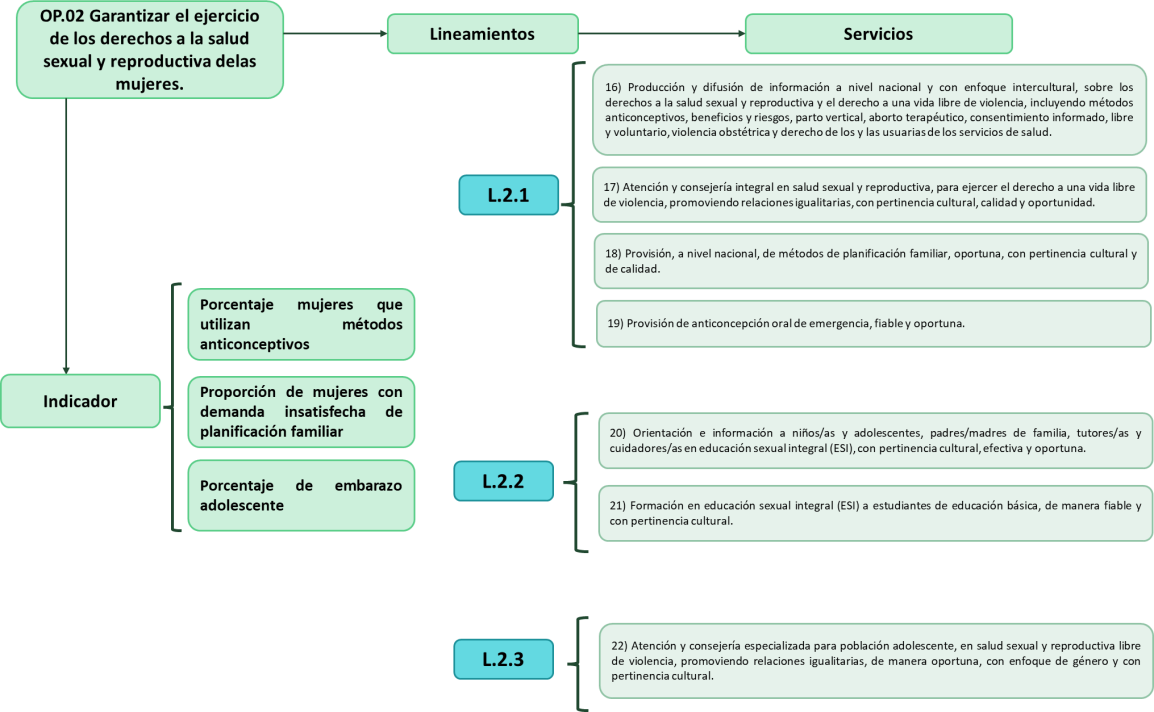 OP.02 Garantizar el ejercicio
de los derechos a la salud
sexual y reproductiva delas
mujeres.
Lineamientos
Servicios
L.2.1
16) Producción y difusión de información a nivel nacional y con enfoque intercultural, sobre los
derechos a la salud sexual y reproductiva y el derecho a una vida libre de violencia, incluyendo métodos
anticonceptivos, beneficios y riesgos, parto vertical, aborto terapéutico, consentimiento informado, libre
y voluntario, violencia obstétrica y derecho de los y las usuarias de los servicios de salud.
17) Atención y consejería integral en salud sexual y reproductiva, para ejercer el derecho a una vida libre
de violencia, promoviendo relaciones igualitarias, con pertinencia cultural, calidad y oportunidad.
18) Provisión, a nivel nacional, de métodos de planificación familiar, oportuna, con pertinencia cultural y
de calidad.
19) Provisión de anticoncepción oral de emergencia, fiable y oportuna.
Indicador
Porcentaje mujeres que
utilizan métodos
anticonceptivos
Proporción de mujeres con
demanda insatisfecha de
planificación familiar
Porcentaje de embarazo
adolescente
L.2.2
20) Orientación e información a niños/as y adolescentes, padres/madres de familia, tutores/as y
cuidadores/as en educación sexual integral (ESI), con pertinencia cultural, efectiva y oportuna.
21) Formación en educación sexual integral (ESI) a estudiantes de educación básica, de manera fiable y
con pertinencia cultural.
L.2.3
22) Atención y consejería especializada para población adolescente, en salud sexual y reproductiva libre
de violencia, promoviendo relaciones igualitarias, de manera oportuna, con enfoque de género y con
pertinencia cultural.